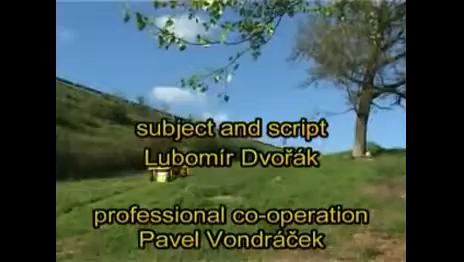 subject and script
Lubomír Dvořák
professional co-operation
Pavel Vondráček